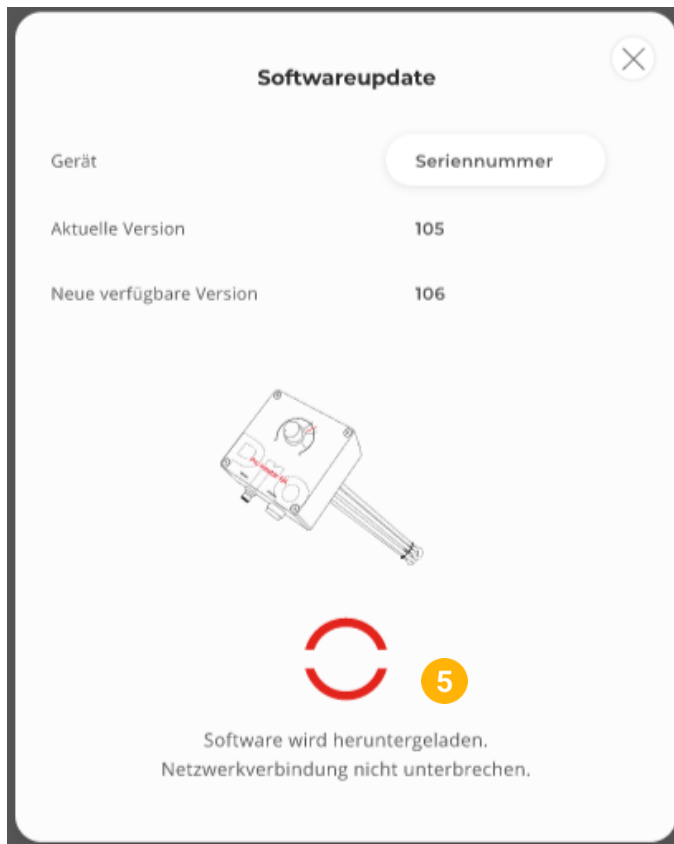 Softwareupdate
Gerät Seriennummer
Aktuelle Version 105
Neue verfügbare Version 106
5
Software wird heruntergeladen.
Netzwerkverbindung nicht unterbrechen.